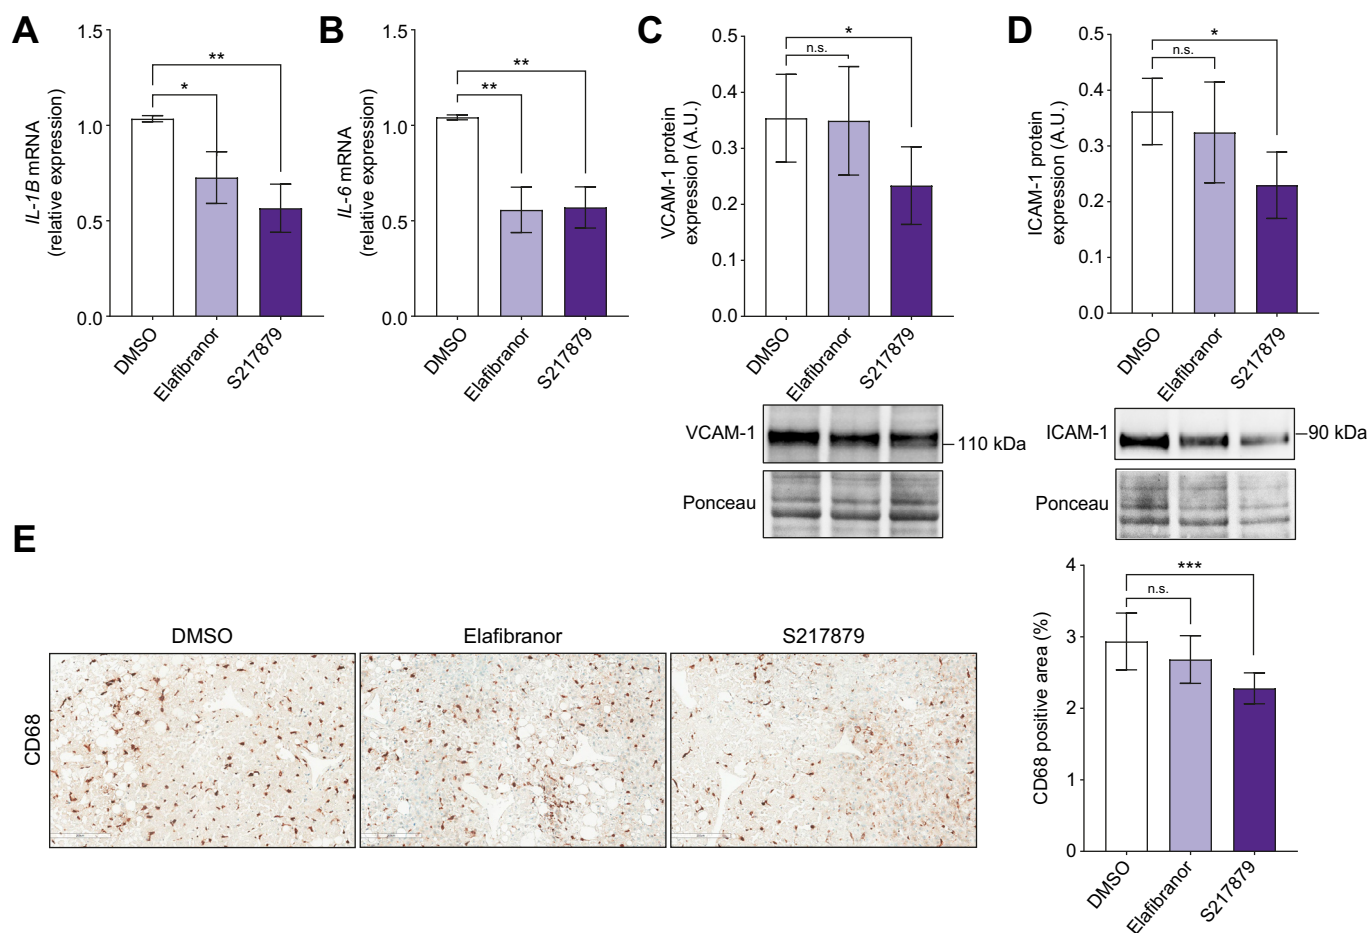 A
1.5
1.0
0.5
0.0
IL-1B mRNA
(relative expression)
**
*
DMSO
Elafibranor
S217879
B
1.5
1.0
0.5
0.0
IL-6 mRNA
(relative expression)
**
**
DMSO
Elafibranor
S217879
C
0.5
0.4
0.3
0.2
0.1
0.0
VCAM-1 protein
expression (A.U.)
*
n.s.
DMSO
Elafibranor
S217879
VCAM-1
110 kDa
Ponceau
D
0.5
0.4
0.3
0.2
0.1
0.0
ICAM-1 protein
expression (A.U.)
*
n.s.
DMSO
Elafibranor
S217879
ICAM-1
90 kDa
Ponceau
E
DMSO
Elafibranor
S217879
CD68
4
3
2
1
0
CD68 positive area (%)
***
n.s.
DMSO
Elafibranor
S217879